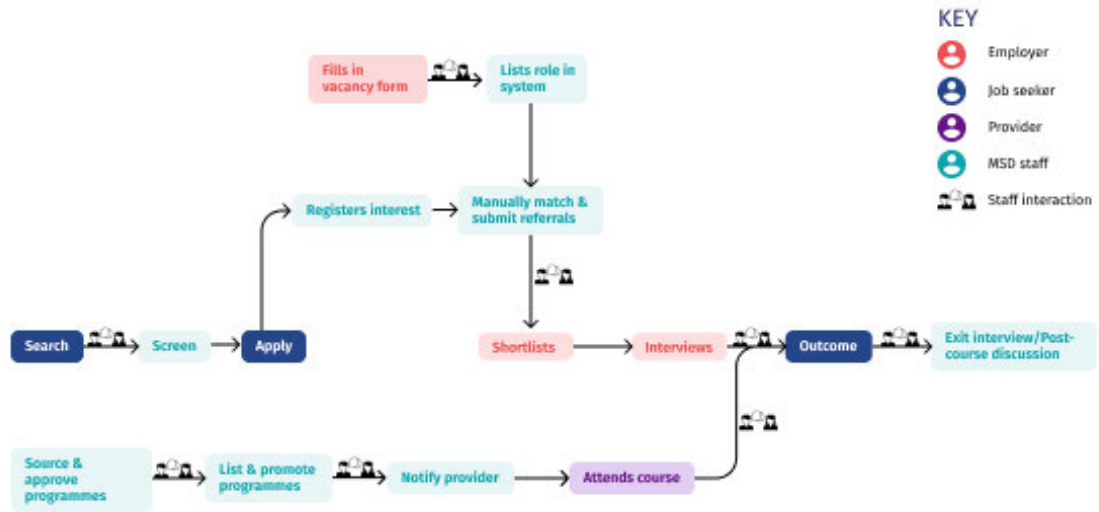 KEY
Employer
Job seeker
Provider
MSD staff
Staff interaction
Fills in
vacancy form
Lists role in
system
Registers interest
Manually match &
submit referrals
Search
Screen
Apply
Shortlists
Interviews
Outcome
Exit interview/Post-
course discussion
Source &
approve
programmes
List & promote
programmes
Notify provider
Attends course